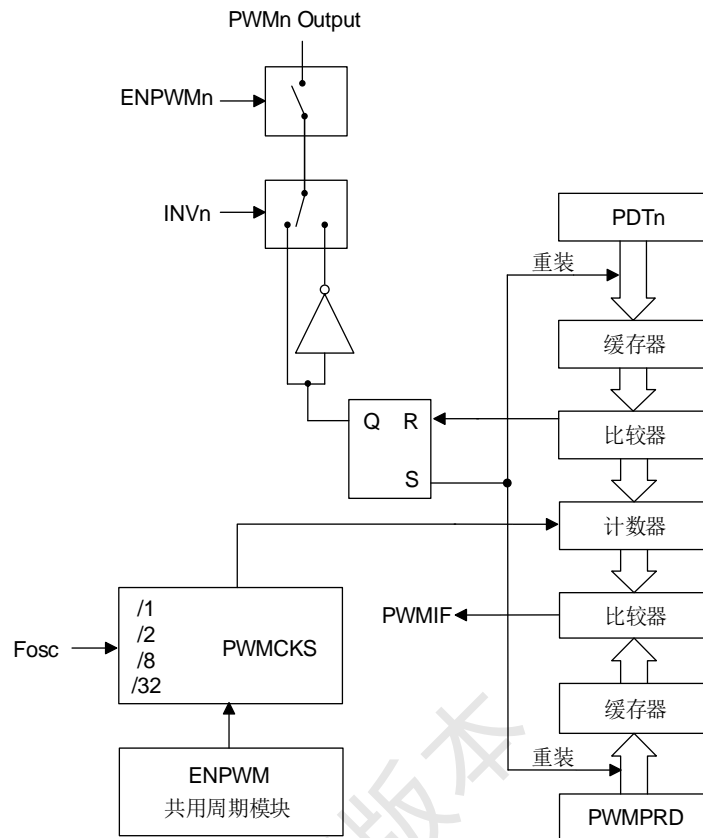 PWMn Output
ENPWMn
INVn
PDTn
重装
缓存器
Q R
S
比较器
计数器
/1
/2
/8
/32
PWMCKS
Fosc
PWMIF
比较器
缓存器
ENPWM
共用周期模块
重装
PWMPRD
版本